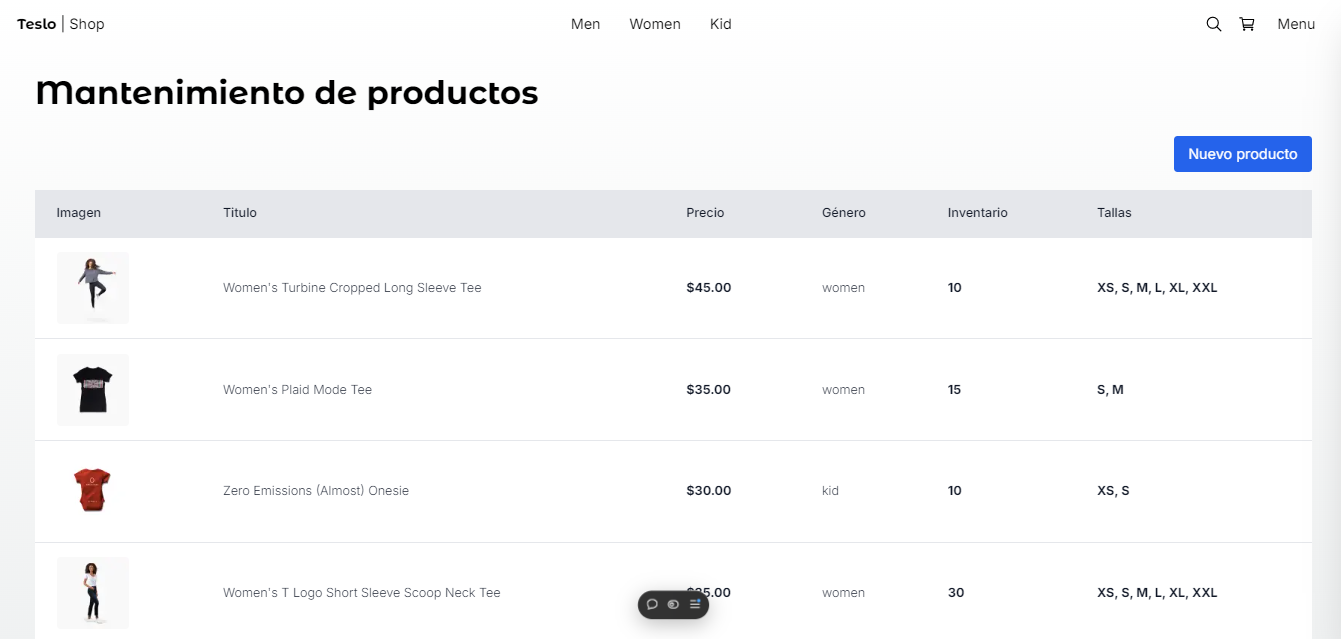 Teslo | Shop Men Women Kid Menu
Mantenimiento de productos
Nuevo producto
Imagen Titulo Precio Género Inventario Tallas
Women's Turbine Cropped Long Sleeve Tee $45.00 women 10 XS, S, M, L, XL, XXL
Women's Plaid Mode Tee $35.00 women 15 S, M
Zero Emissions (Almost) Onesie $30.00 kid 10 XS, S
Women's T Logo Short Sleeve Scoop Neck Tee women 30 XS, S, M, L, XL, XXL